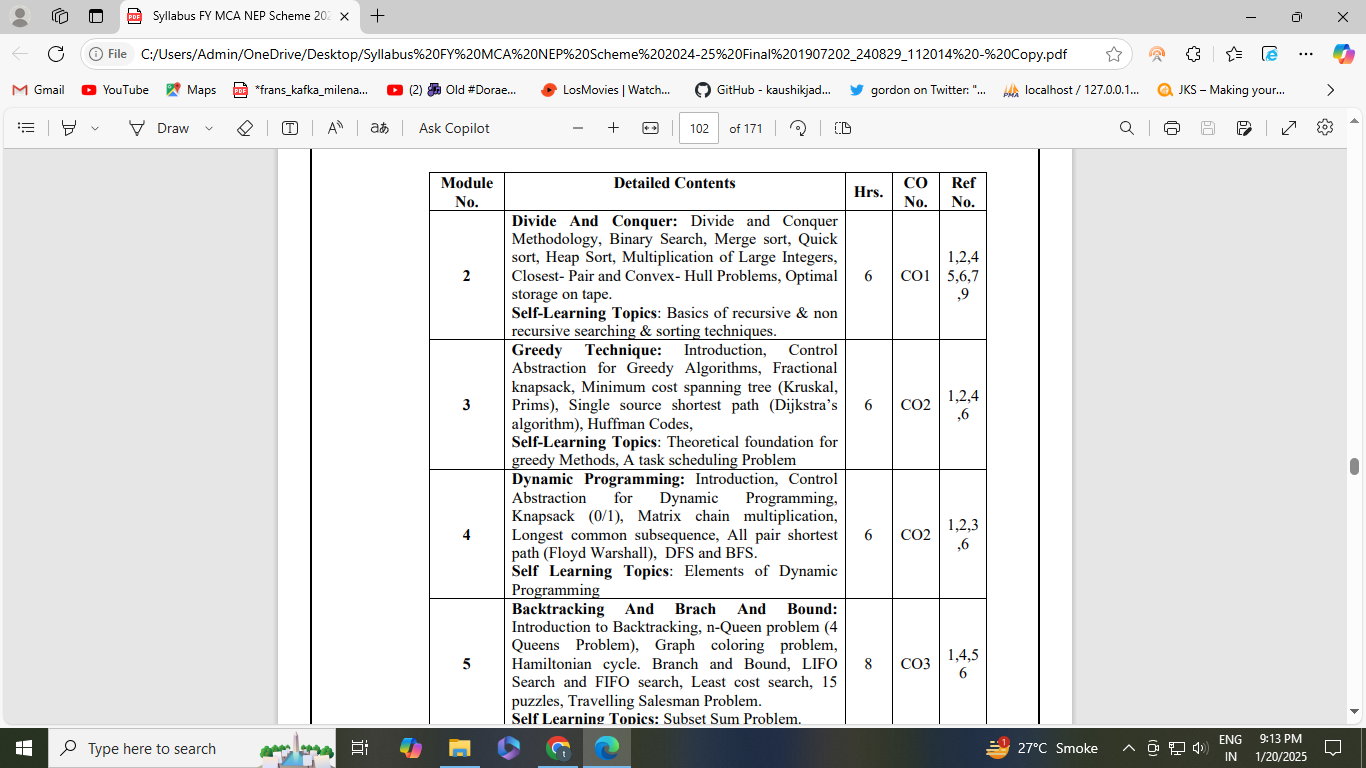 Syllabus FY MCA NEP Scheme 202
File
C:/Users/Admin/OneDrive/Desktop/Syllabus%20FY%20MCA%20NEP%20Scheme%202024-25%20Final%201907202_240829_112014%20-%20Copy.pdf
Gmail
YouTube
Maps
*frans_kafka_milena...
(2) Old #Dorae...
LosMovies | Watch...
GitHub - kaushikjad...
gordon on Twitter: "...
localhost / 127.0.0.1...
JKS – Making your...
Draw
Ask Copilot
102 of 171
Module No.
Detailed Contents
Hrs.
CO No.
Ref No.
2
Divide And Conquer: Divide and Conquer
Methodology, Binary Search, Merge sort, Quick
sort, Heap Sort, Multiplication of Large Integers,
Closest- Pair and Convex- Hull Problems, Optimal
storage on tape.
Self-Learning Topics: Basics of recursive & non
recursive searching & sorting techniques.
6
CO1
1,2,4
5,6,7
,9
3
Greedy Technique: Introduction, Control
Abstraction for Greedy Algorithms, Fractional
knapsack, Minimum cost spanning tree (Kruskal,
Prims), Single source shortest path (Dijkstra’s
algorithm), Huffman Codes,
Self-Learning Topics: Theoretical foundation for
greedy Methods, A task scheduling Problem
6
CO2
1,2,4
,6
4
Dynamic Programming: Introduction, Control
Abstraction for Dynamic Programming,
Knapsack (0/1), Matrix chain multiplication,
Longest common subsequence, All pair shortest
path (Floyd Warshall), DFS and BFS.
Self Learning Topics: Elements of Dynamic
Programming
6
CO2
1,2,3
,6
5
Backtracking And Brach And Bound:
Introduction to Backtracking, n-Queen problem (4
Queens Problem), Graph coloring problem,
Hamiltonian cycle. Branch and Bound, LIFO
Search and FIFO search, Least cost search, 15
puzzles, Travelling Salesman Problem.
Self Learning Topics: Subset Sum Problem.
8
CO3
1,4,5
6
Type here to search
27°C Smoke
ENG
IN
9:13 PM
1/20/2025